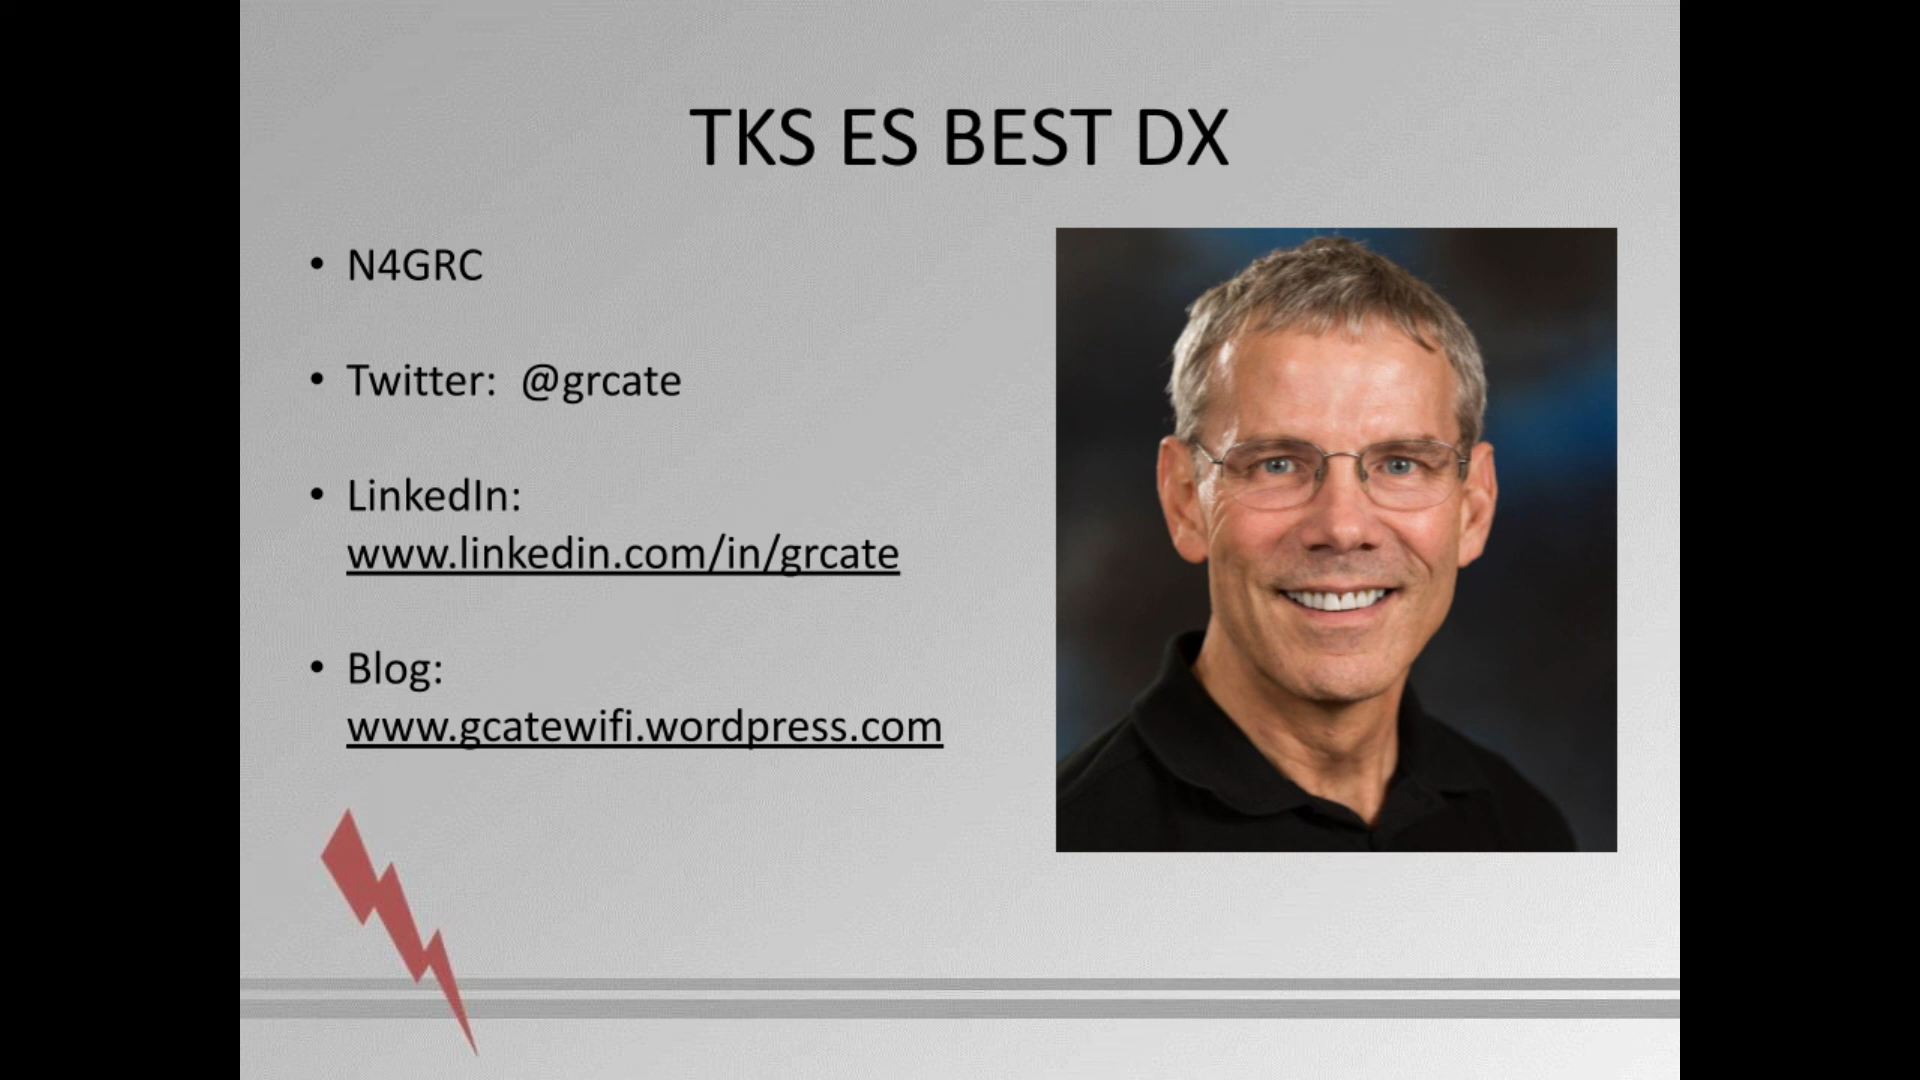 TKS ES BEST DX
• N4GRC
• Twitter: @grcate
• LinkedIn:
www.linkedin.com/in/grcate
• Blog:
www.gcatewifi.wordpress.com